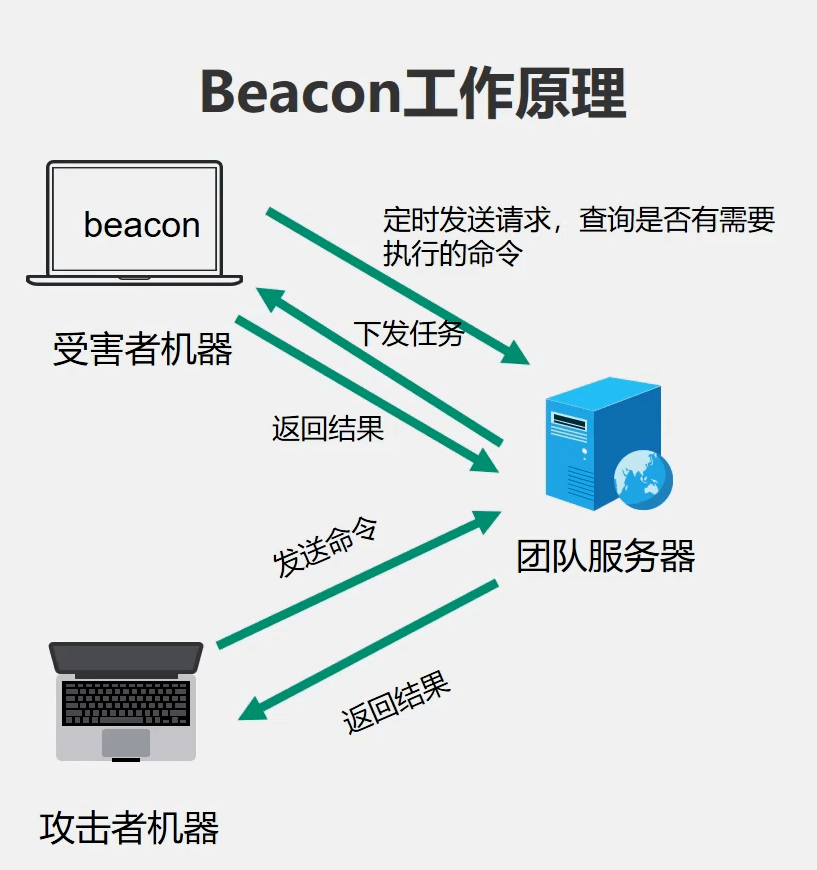 Beacon工作原理
beacon
定时发送请求，查询是否有需要
执行的命令
下发任务
受害者机器
返回结果
发送命令
团队服务器
返回结果
攻击者机器